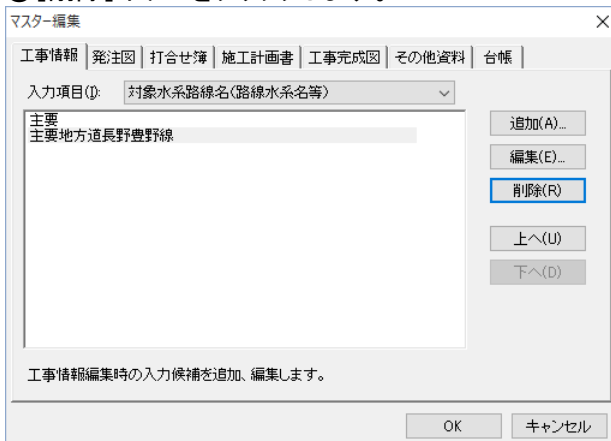 マスター編集
工事情報 発注図 打合せ簿 施工計画書 工事完成図 その他資料 台帳
入力項目(I): 対象水系路線名(路線水系名等)
主要
主要地方道長野豊野線
追加(A)...
編集(E)...
削除(R)
上へ(U)
下へ(D)
工事情報編集時の入力候補を追加、編集します。
OK キャンセル